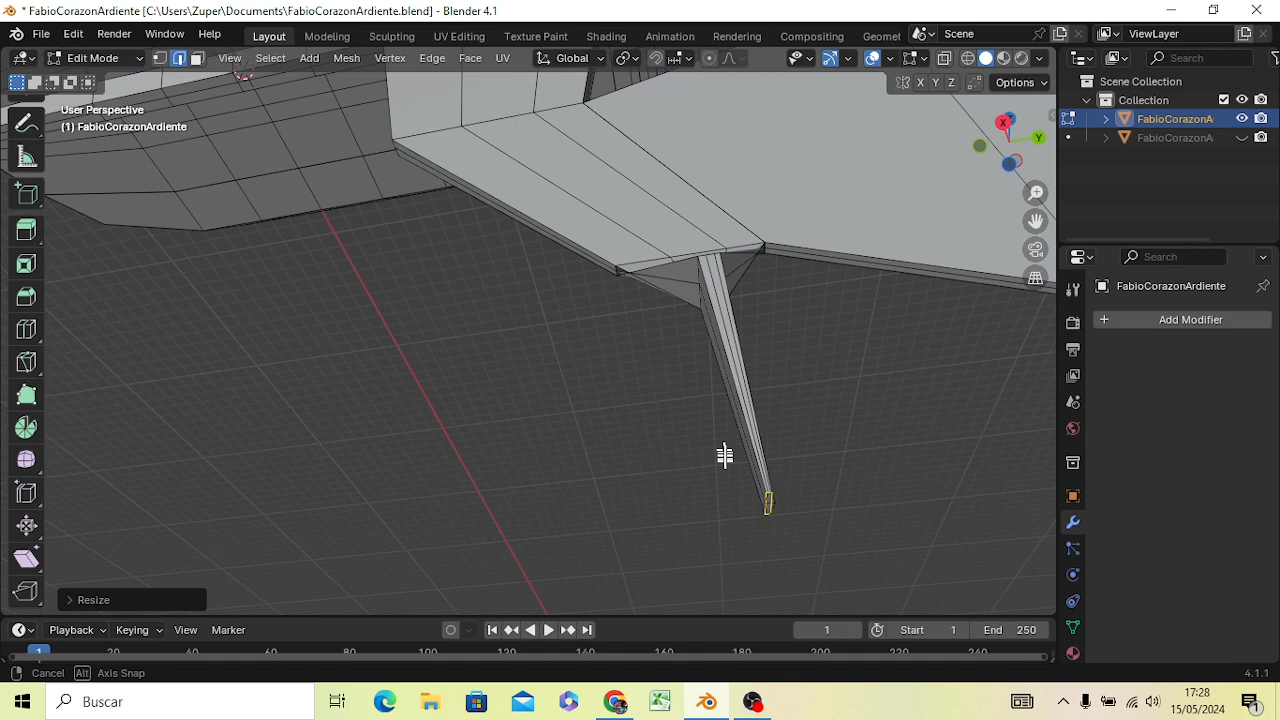 * FabioCorazonArdiente [C:\Users\Zuper\Documents\FabioCorazonArdiente.blend] - Blender 4.1
File Edit Render Window Help Layout Modeling Sculpting UV Editing Texture Paint Shading Animation Rendering Compositing Geomet Scene ViewLayer
Edit Mode View Select Add Mesh Vertex Edge Face UV Global Search
X Y Z Options
User Perspective
(1) FabioCorazonArdiente
X
Y
Scene Collection
Collection
FabioCorazonA
FabioCorazonA
Search
FabioCorazonArdiente
+ Add Modifier
> Resize
Playback Keying View Marker 1 Start 1 End 250
1 20 40 60 80 100 120 140 160 180 200 220 240
Cancel Alt Axis Snap 4.1.1
Buscar
17:28
15/05/2024
1